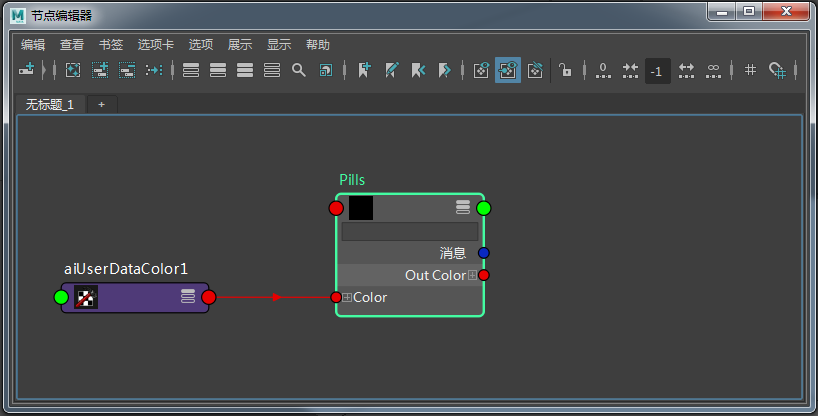 M 节点编辑器
编辑 查看 书签 选项卡 选项 展示 显示 帮助
0 -1 ∞
无标题_1 +
Pills
消息
aiUserDataColor1
Out Color
Color